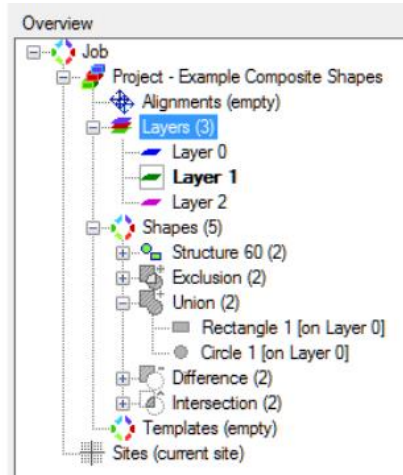 Overview
Job
Project - Example Composite Shapes
Alignments (empty)
Layers (3)
Layer 0
Layer 1
Layer 2
Shapes (5)
Structure 60 (2)
Exclusion (2)
Union (2)
Rectangle 1 [on Layer 0]
Circle 1 [on Layer 0]
Difference (2)
Intersection (2)
Templates (empty)
Sites (current site)